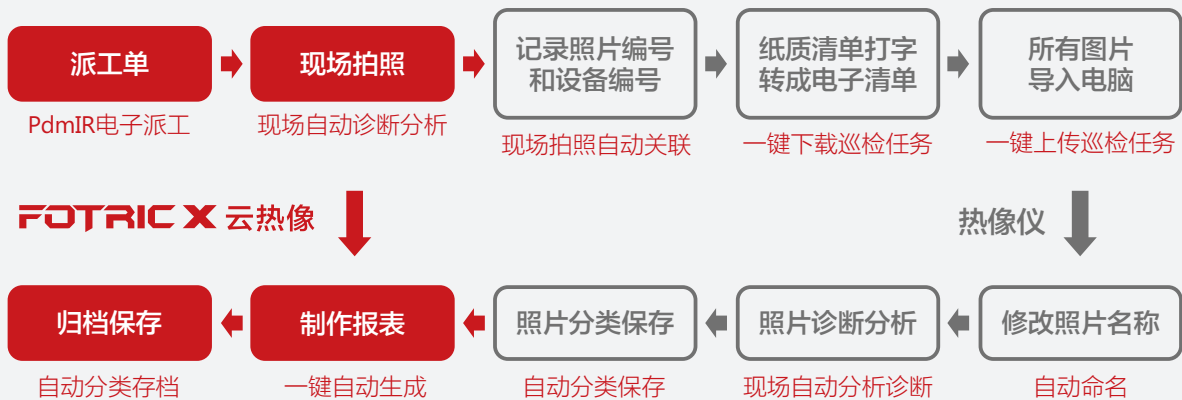 派工单
现场拍照
记录照片编号
和设备编号
纸质清单打字
转成电子清单
所有图片
导入电脑
PdmIR电子派工
现场自动诊断分析
现场拍照自动关联
一键下载巡检任务
一键上传巡检任务
FOTRIC X 云热像
热像仪
归档保存
制作报表
照片分类保存
照片诊断分析
修改照片名称
自动分类存档
一键自动生成
自动分类保存
现场自动分析诊断
自动命名